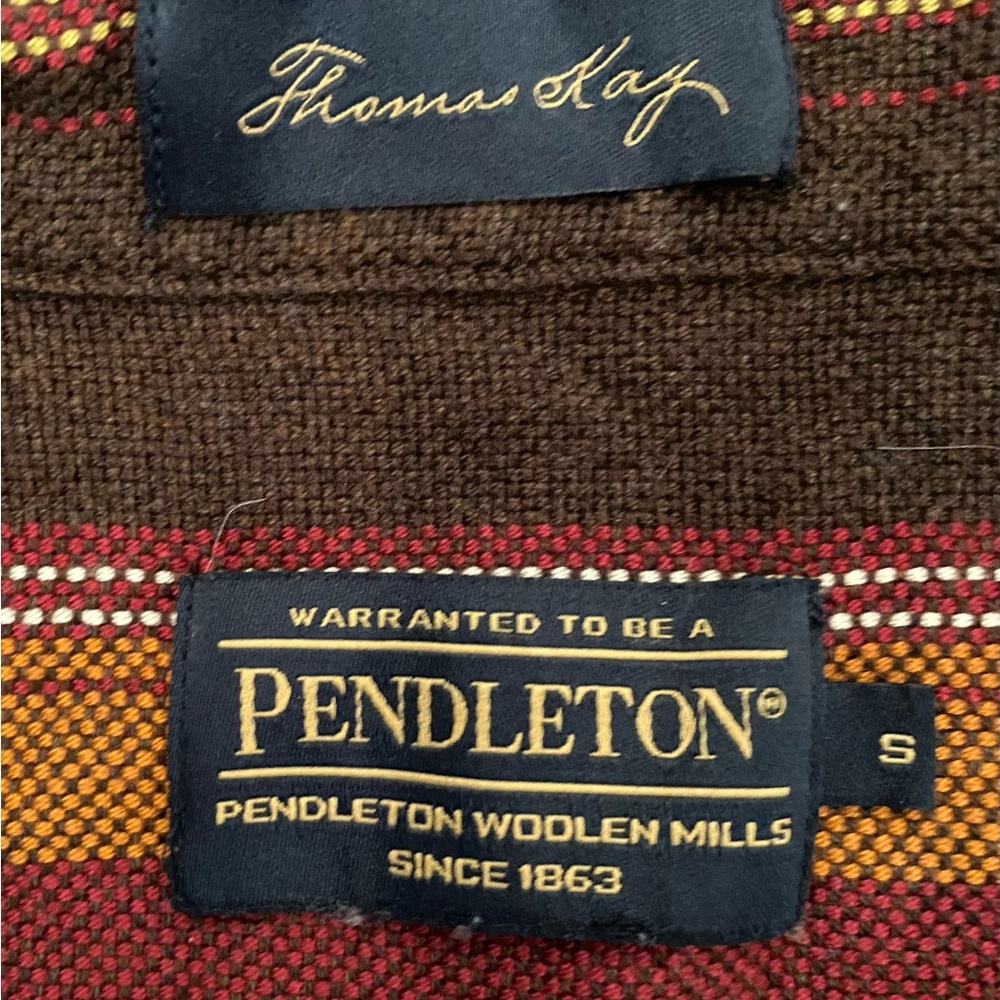 Thomas Kay
WARRANTED TO BE A
PENDLETON®
S
PENDLETON WOOLEN MILLS
SINCE 1863